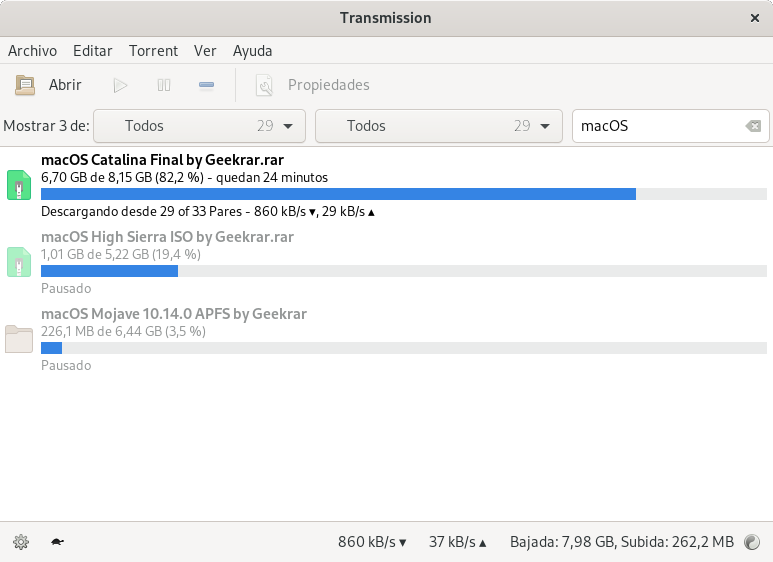 Transmission
Archivo Editar Torrent Ver Ayuda
Abrir Propiedades
Mostrar 3 de: Todos 29 Todos 29 macOS
macOS Catalina Final by Geekrar.rar
6,70 GB de 8,15 GB (82,2 %) - quedan 24 minutos
Descargando desde 29 of 33 Pares - 860 kB/s ▾, 29 kB/s ▴
macOS High Sierra ISO by Geekrar.rar
1,01 GB de 5,22 GB (19,4 %)
Pausado
macOS Mojave 10.14.0 APFS by Geekrar
226,1 MB de 6,44 GB (3,5 %)
Pausado
860 kB/s ▾ 37 kB/s ▴ Bajada: 7,98 GB, Subida: 262,2 MB